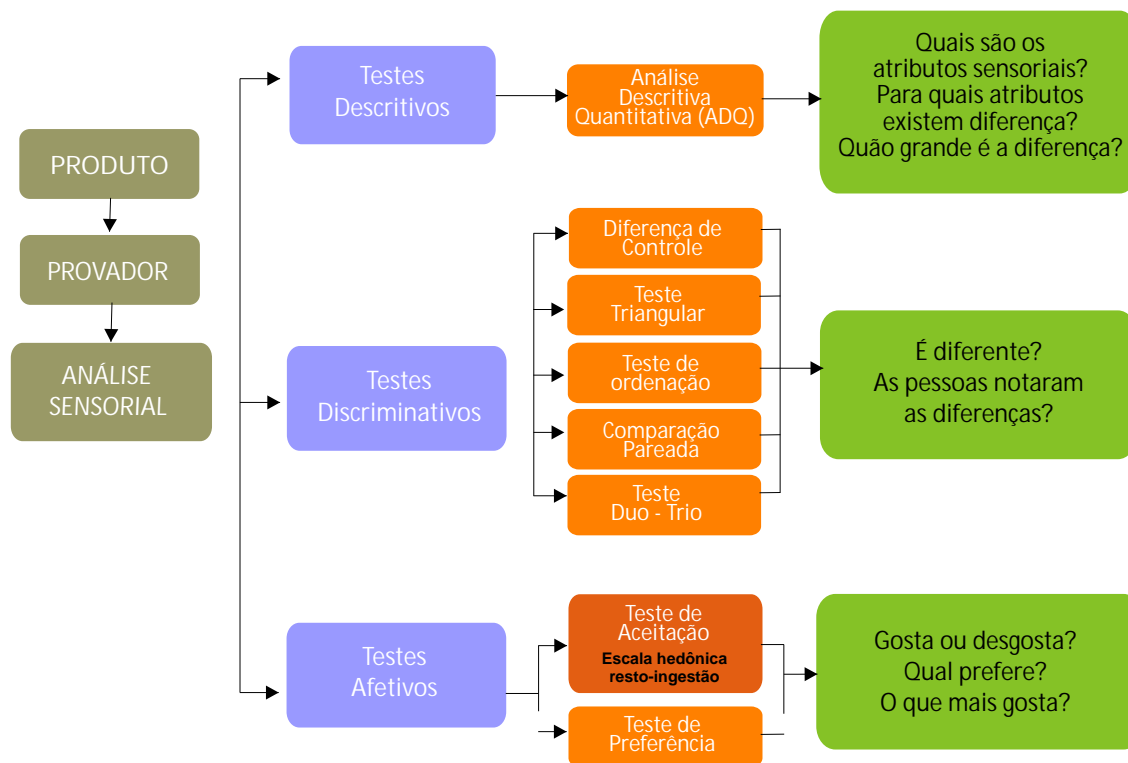 PRODUTO
PROVADOR
ANÁLISE
SENSORIAL
Testes
Descritivos
Análise
Descritiva
Quantitativa (ADQ)
Quais são os
atributos sensoriais?
Para quais atributos
existem diferença?
Quão grande é a diferença?
Testes
Discriminativos
Diferença de
Controle
Teste
Triangular
Teste de
ordenação
Comparação
Pareada
Teste
Duo - Trio
É diferente?
As pessoas notaram
as diferenças?
Testes
Afetivos
Teste de
Aceitação
Escala hedônica
resto-ingestão
Teste de
Preferência
Gosta ou desgosta?
Qual prefere?
O que mais gosta?